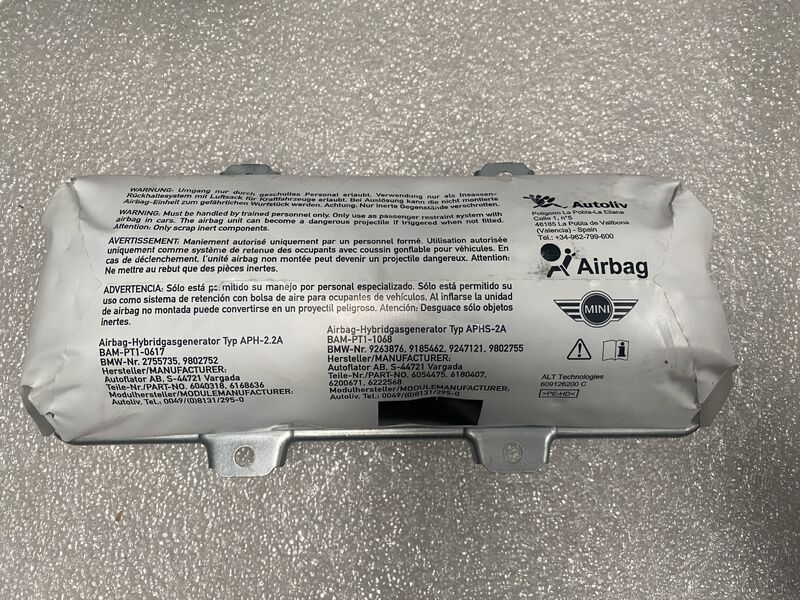 WARNUNG: Umgang nur durch geschultes Personal erlaubt. Verwendung nur als Insassen-
Rückhaltesystem mit Luftsack für Kraftfahrzeuge erlaubt. Bei Auslösung kann die nicht montierte
Airbag-Einheit zum gefährlichen Wurfstück werden. Achtung. Nur inerte Gegenstände verschrotten.
WARNING: Must be handled by trained personnel only. Only use as passenger restraint system with
airbag in cars. The airbag unit can become a dangerous projectile if triggered when not fitted.
Attention: Only scrap inert components.
AVERTISSEMENT: Maniement autorisé uniquement par un personnel formé. Utilisation autorisée
uniquement comme système de retenue des occupants avec coussin gonflable pour véhicules. En
cas de déclenchement, l'unité airbag non montée peut devenir un projectile dangereux. Attention:
Ne mettre au rebut que des pièces inertes.
ADVERTENCIA: Sólo está permitido su manejo por personal especializado. Sólo está permitido su
uso como sistema de retención con bolsa de aire para ocupantes de vehículos. Al inflarse la unidad
de airbag no montada puede convertirse en un proyectil peligroso. Atención: Desguace sólo objetos
inertes.
Airbag-Hybridgasgenerator Typ APH-2.2A
BAM-PT1-0617
BMW-Nr. 2755735, 9802752
Hersteller/MANUFACTURER:
Autoflator AB, S-44721 Vargada
Teile-Nr./PART-NO. 6040318, 6168636
Modulhersteller/MODULEMANUFACTURER:
Autoliv, Tel.: 0049/(0)8131/295-0
Airbag-Hybridgasgenerator Typ APHS-2A
BAM-PT1-1068
BMW-Nr. 9263876, 9185462, 9247121, 9802755
Hersteller/MANUFACTURER:
Autoflator AB, S-44721 Vargada
Teile-Nr./PART-NO. 6054475, 6180407,
6200671, 6222568
Modulhersteller/MODULEMANUFACTURER:
Autoliv, Tel.: 0049/(0)8131/295-0
Autoliv
Poligono La Pobla-La Eliana
Calle 1, nº5
46185 La Pobla de Vallbona
(Valencia) - Spain
Tel.: +34-962-799-600
Airbag
MINI
ALT Technologies
609126200 C
>PE-HD<